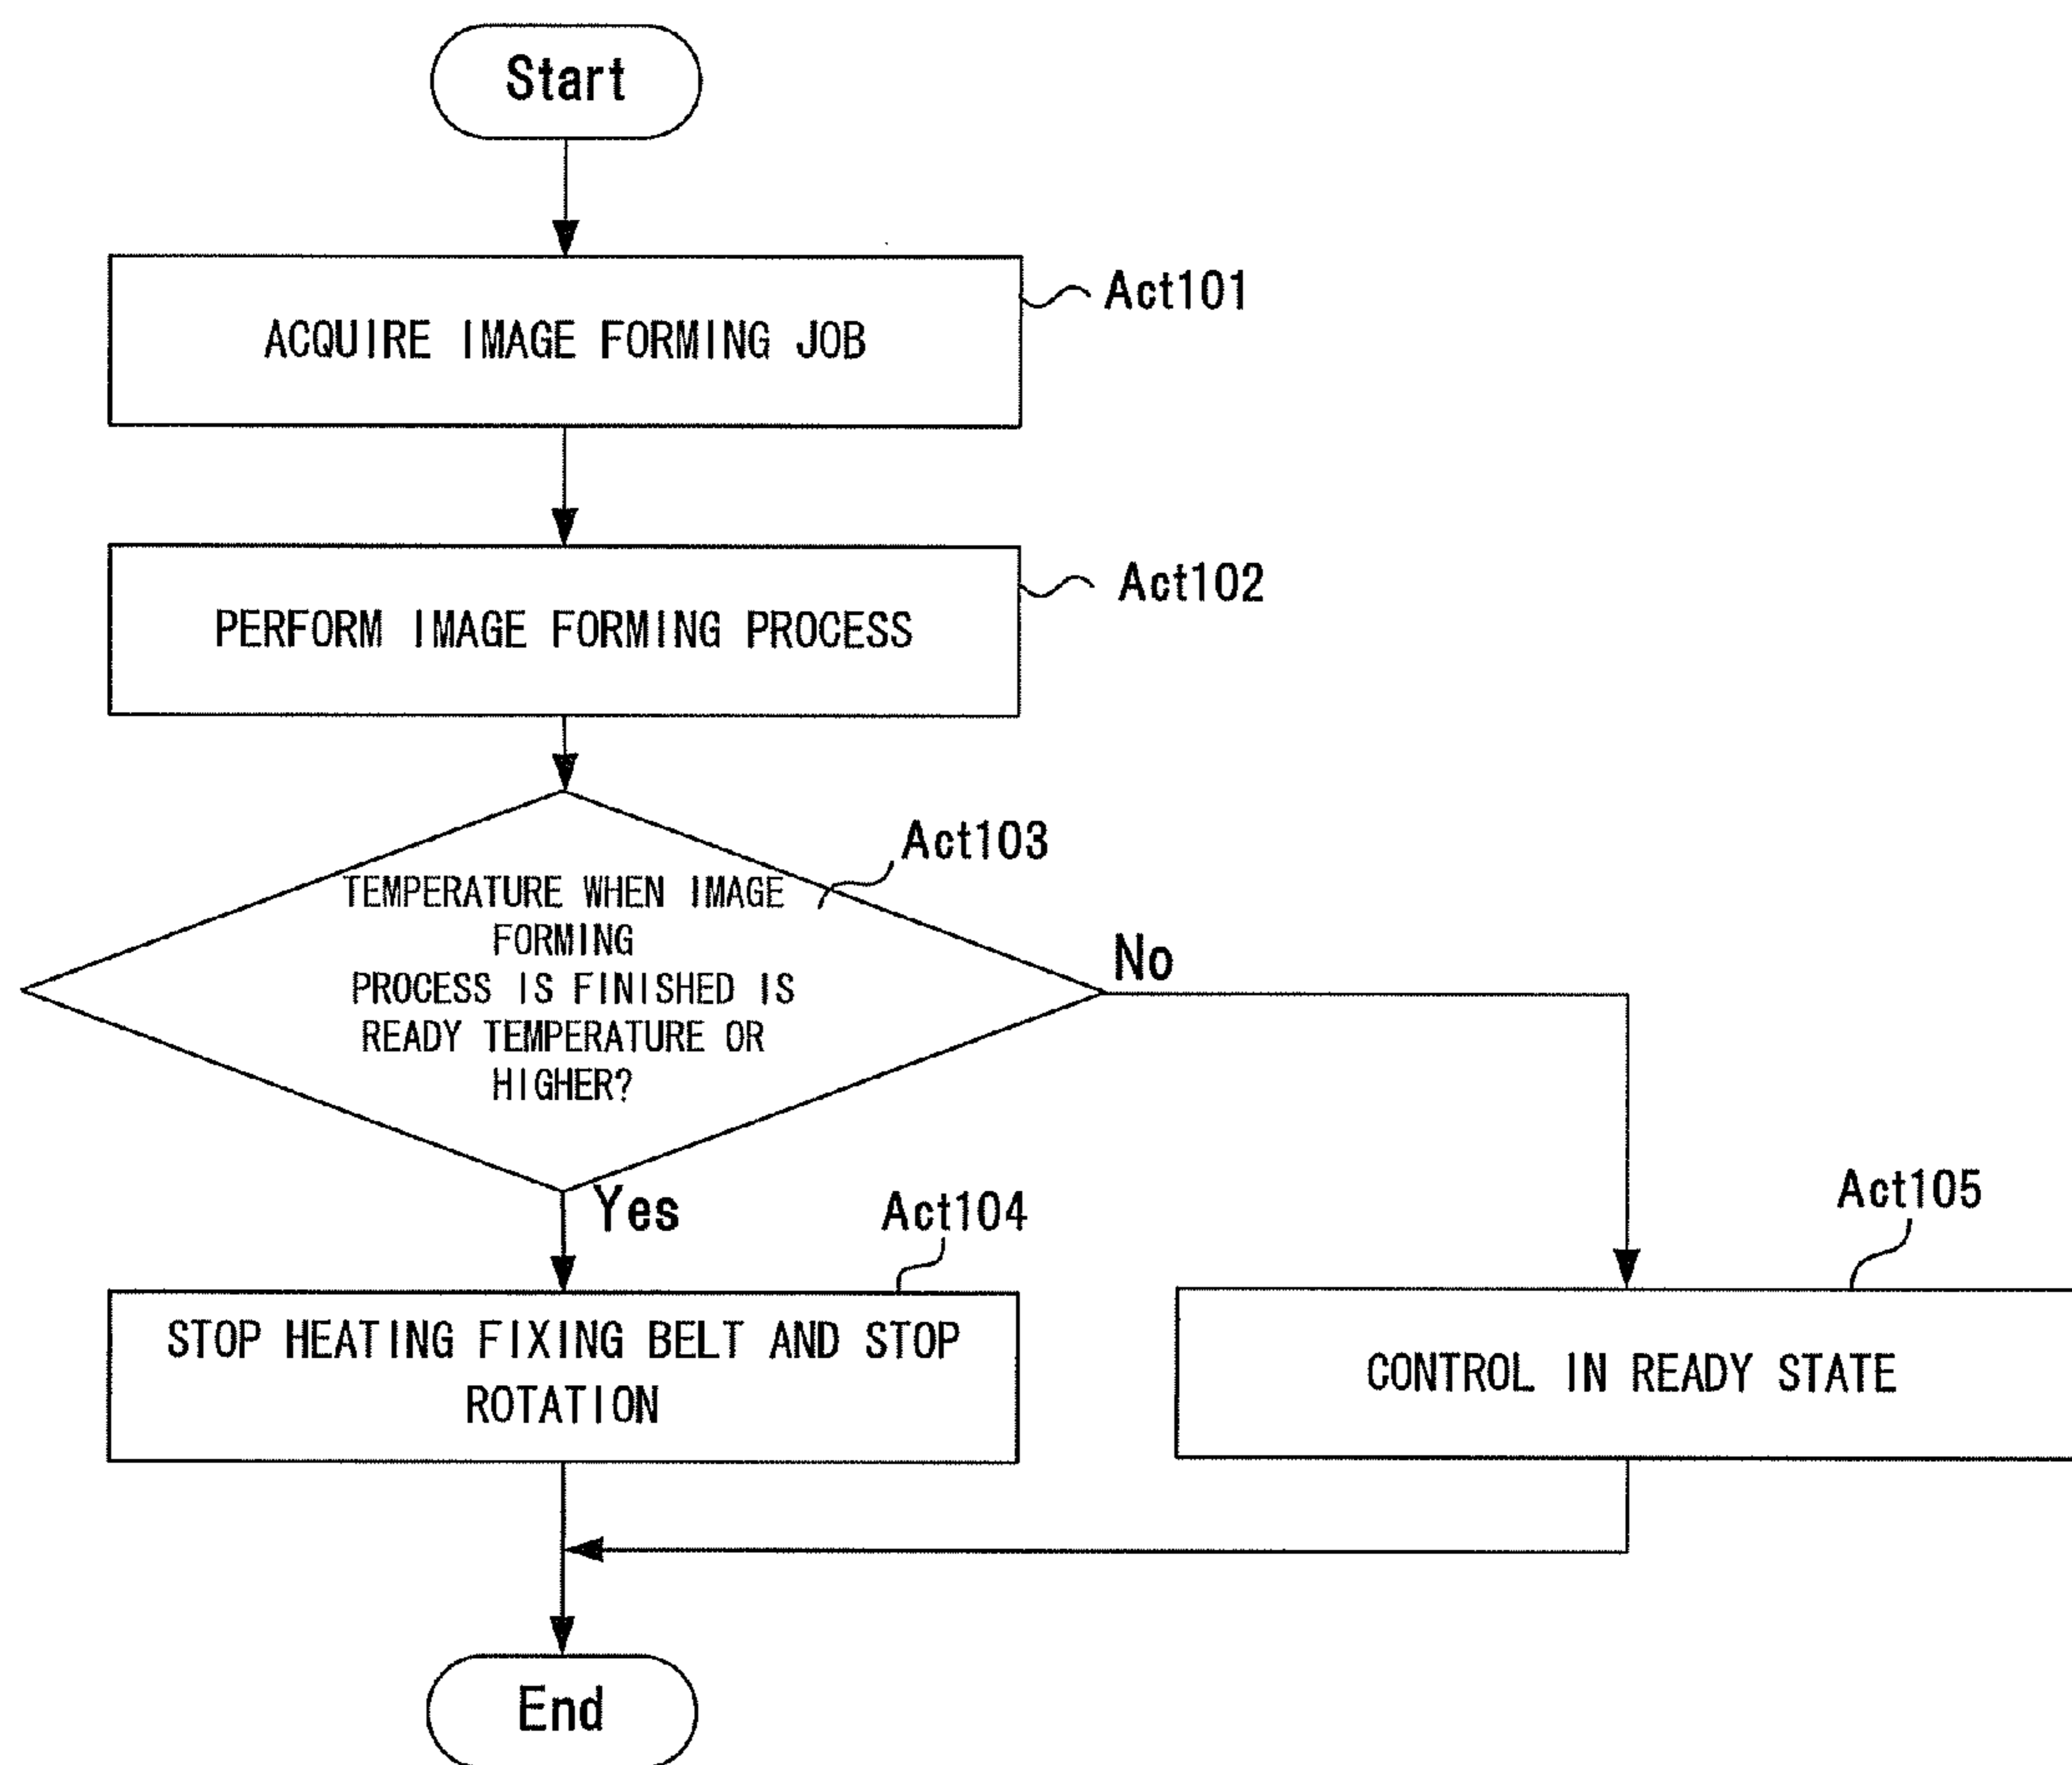 Start
ACQUIRE IMAGE FORMING JOB
Act101
PERFORM IMAGE FORMING PROCESS
Act102
Act103
TEMPERATURE WHEN IMAGE
FORMING
PROCESS IS FINISHED IS
READY TEMPERATURE OR
HIGHER?
No
Yes
Act104
STOP HEATING FIXING BELT AND STOP
ROTATION
Act105
CONTROL IN READY STATE
End